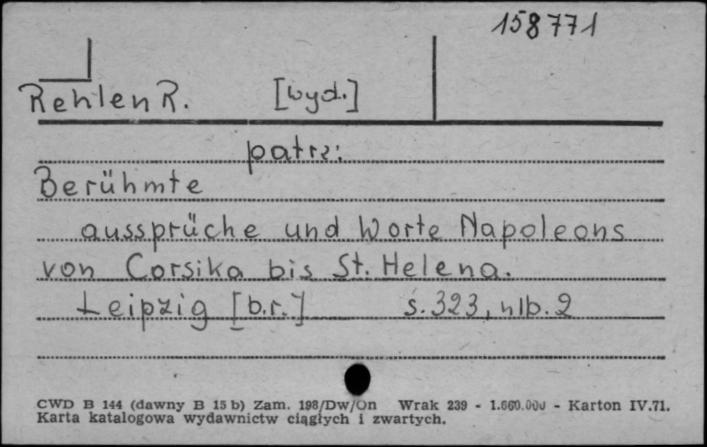 158771
Rehlen R. [wyd.]
patrz:
Berühmte
aussprüche und Worte Napoleons
von Corsika bis St. Helena.
Leipzig [b.r.] s. 323, nlb. 2
CWD B 144 (dawny B 15 b) Zam. 198/Dw/On Wrak 239 - 1.660.000 - Karton IV.71.
Karta katalogowa wydawnictw ciągłych i zwartych.